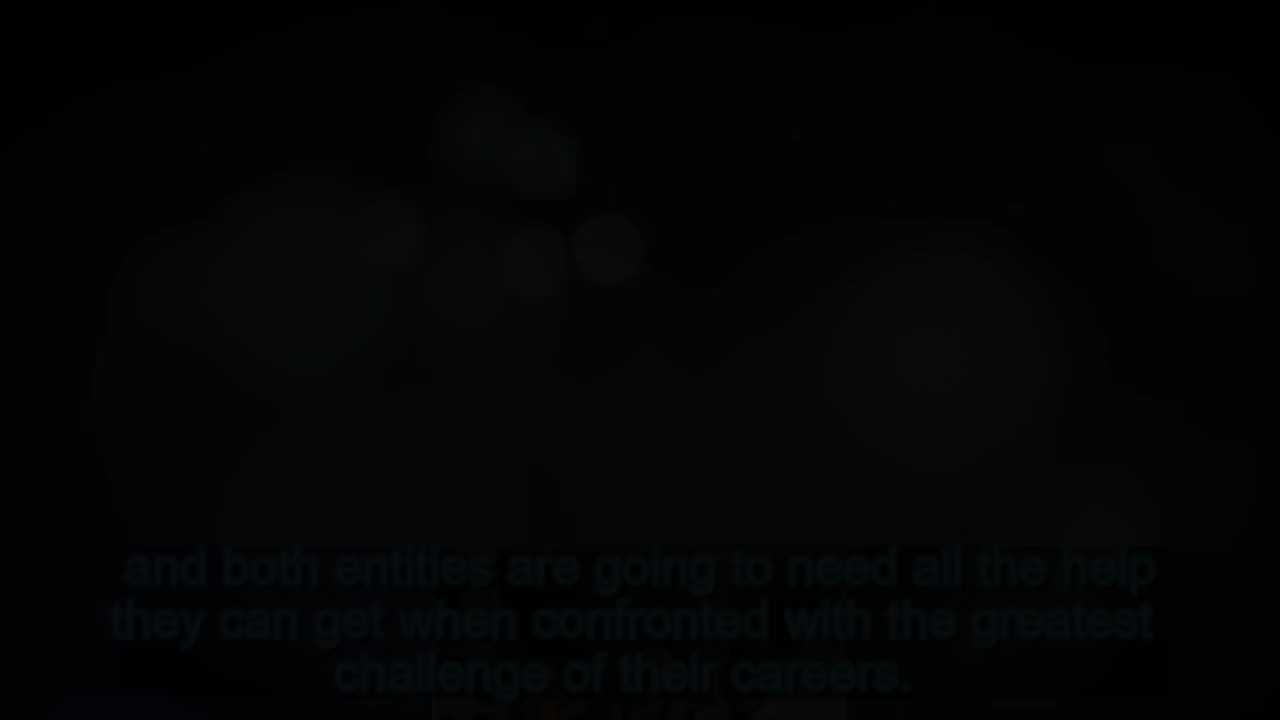 and both entities are going to need all the help
they can get when confronted with the greatest
challenge of their careers.